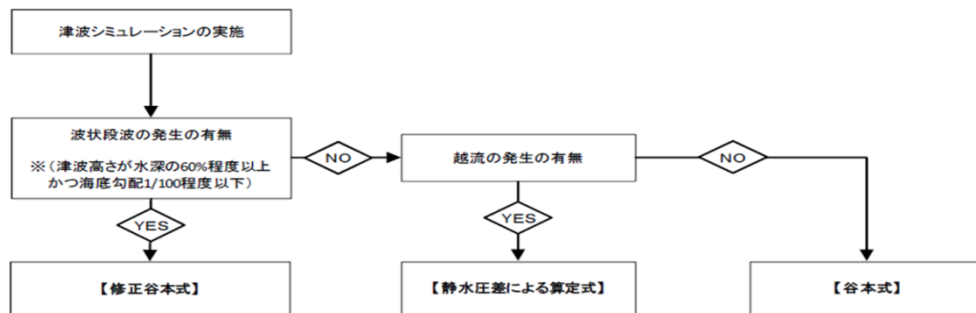 津波シミュレーションの実施
波状段波の発生の有無
※（津波高さが水深の60%程度以上
かつ海底勾配1/100程度以下）
NO
越流の発生の有無
NO
YES
YES
【修正谷本式】
【静水圧差による算定式】
【谷本式】